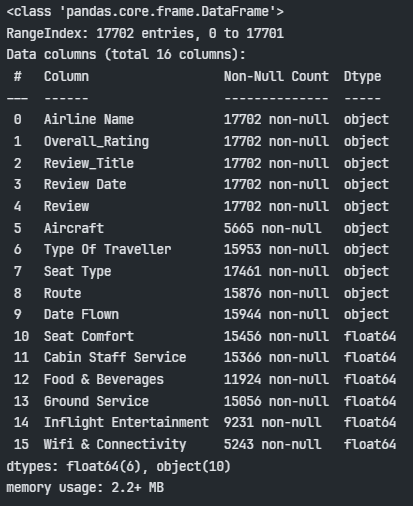 <class 'pandas.core.frame.DataFrame'>
RangeIndex: 17702 entries, 0 to 17701
Data columns (total 16 columns):
 #   Column                  Non-Null Count  Dtype
---  ------                  --------------  -----
 0   Airline Name            17702 non-null  object
 1   Overall_Rating          17702 non-null  object
 2   Review_Title            17702 non-null  object
 3   Review Date             17702 non-null  object
 4   Review                  17702 non-null  object
 5   Aircraft                5665 non-null   object
 6   Type Of Traveller       15953 non-null  object
 7   Seat Type               17461 non-null  object
 8   Route                   15876 non-null  object
 9   Date Flown              15944 non-null  object
 10  Seat Comfort            15456 non-null  float64
 11  Cabin Staff Service     15366 non-null  float64
 12  Food & Beverages        11924 non-null  float64
 13  Ground Service          15056 non-null  float64
 14  Inflight Entertainment  9231 non-null   float64
 15  Wifi & Connectivity     5243 non-null   float64
dtypes: float64(6), object(10)
memory usage: 2.2+ MB